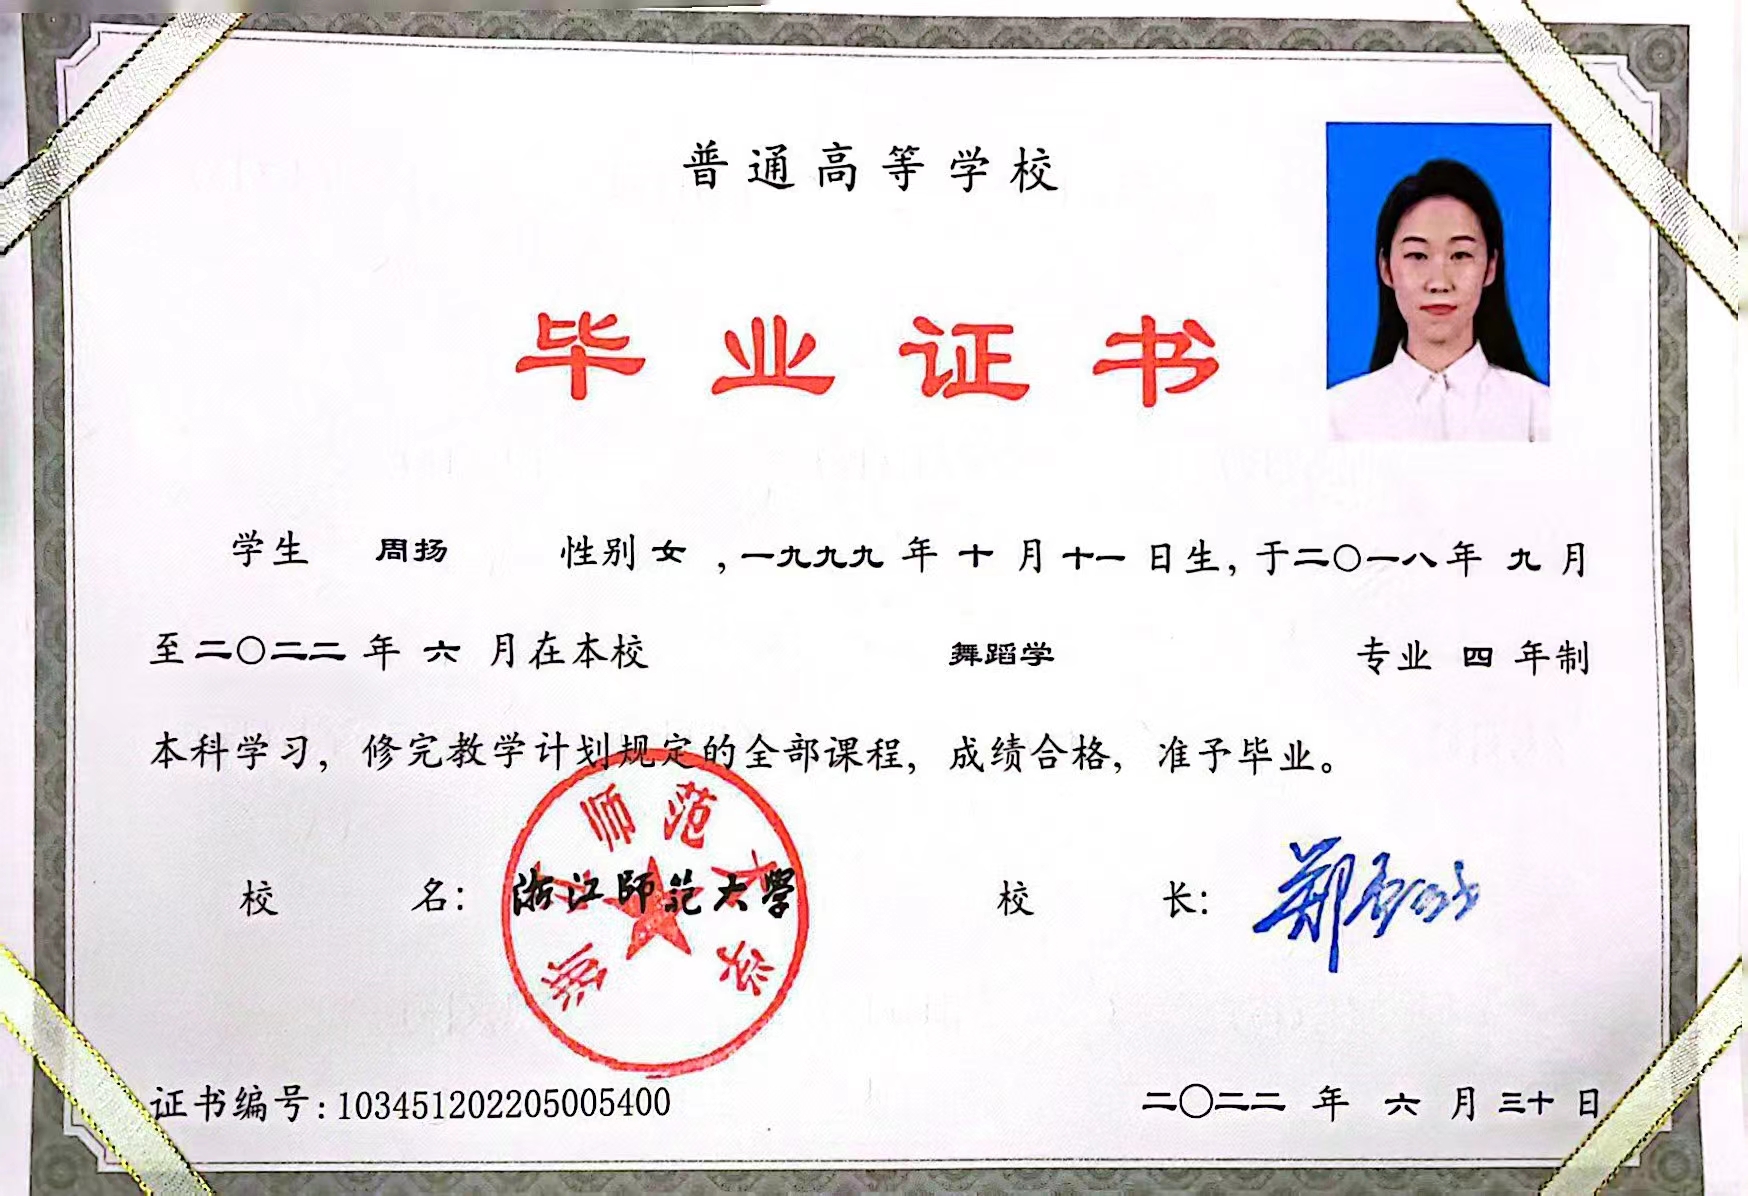 普通高等学校
毕业证书
学生 周扬 性别 女 ,一九九九 年 十 月 十一 日生, 于二〇一八年 九 月
至 二〇二二 年 六 月在本校 舞蹈学 专业 四 年制
本科学习, 修完教学计划规定的全部课程, 成绩合格, 准予毕业。
浙江师范大学
校 名: 浙江師范大學 校 长:
证书编号:103451202205005400 二〇二二 年 六 月 三十 日